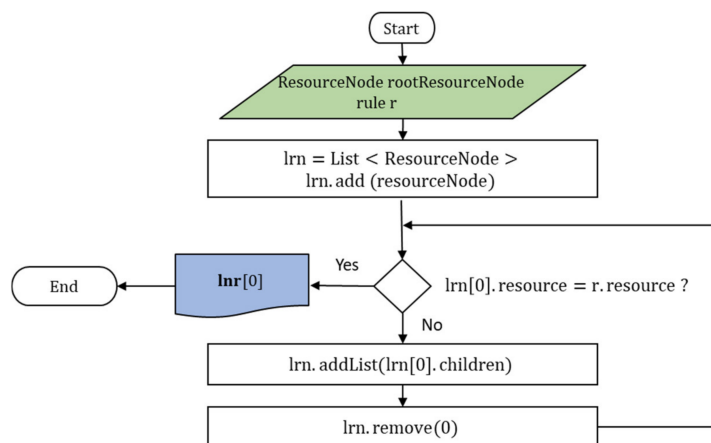 Start
ResourceNode rootResourceNode
rule r
lrn = List < ResourceNode >
lrn. add (resourceNode)
Yes
lnr[0]
End
lrn[0]. resource = r. resource ?
No
lrn. addList(lrn[0]. children)
lrn. remove(0)